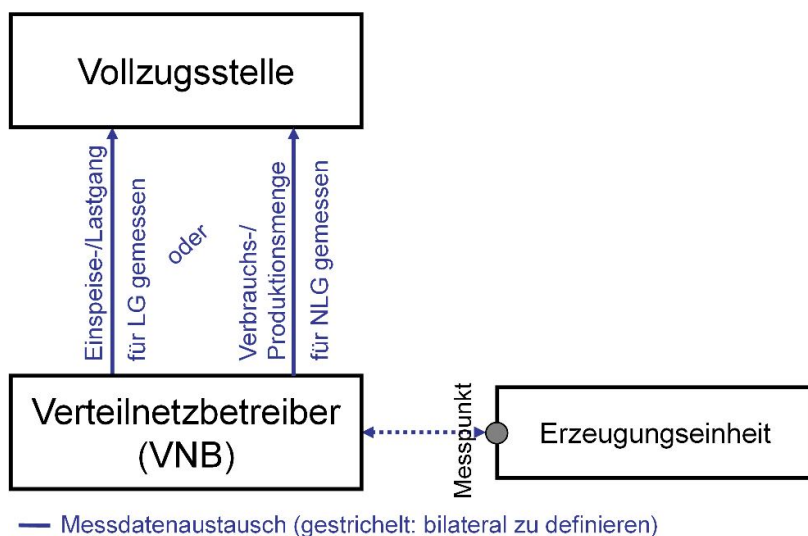 Vollzugsstelle
Einspeise-/Lastgang
für LG gemessen
oder
Verbrauchs-/
Produktionsmenge
für NLG gemessen
Verteilnetzbetreiber
(VNB)
Messpunkt
Erzeugungseinheit
Messdatenaustausch (gestrichelt: bilateral zu definieren)